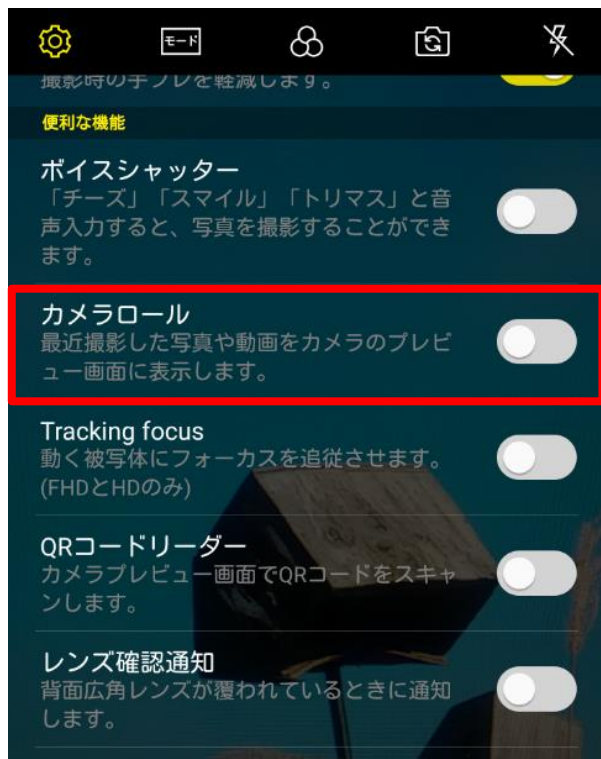 モード
撮影時の手ブレを軽減します。
便利な機能
ボイスシャッター
「チーズ」「スマイル」「トリマス」と音
声入力すると、写真を撮影することができ
ます。
カメラロール
最近撮影した写真や動画をカメラのプレビ
ュー画面に表示します。
Tracking focus
動く被写体にフォーカスを追従させます。
(FHDとHDのみ)
QRコードリーダー
カメラプレビュー画面でQRコードをスキャ
ンします。
レンズ確認通知
背面広角レンズが覆われているときに通知
します。